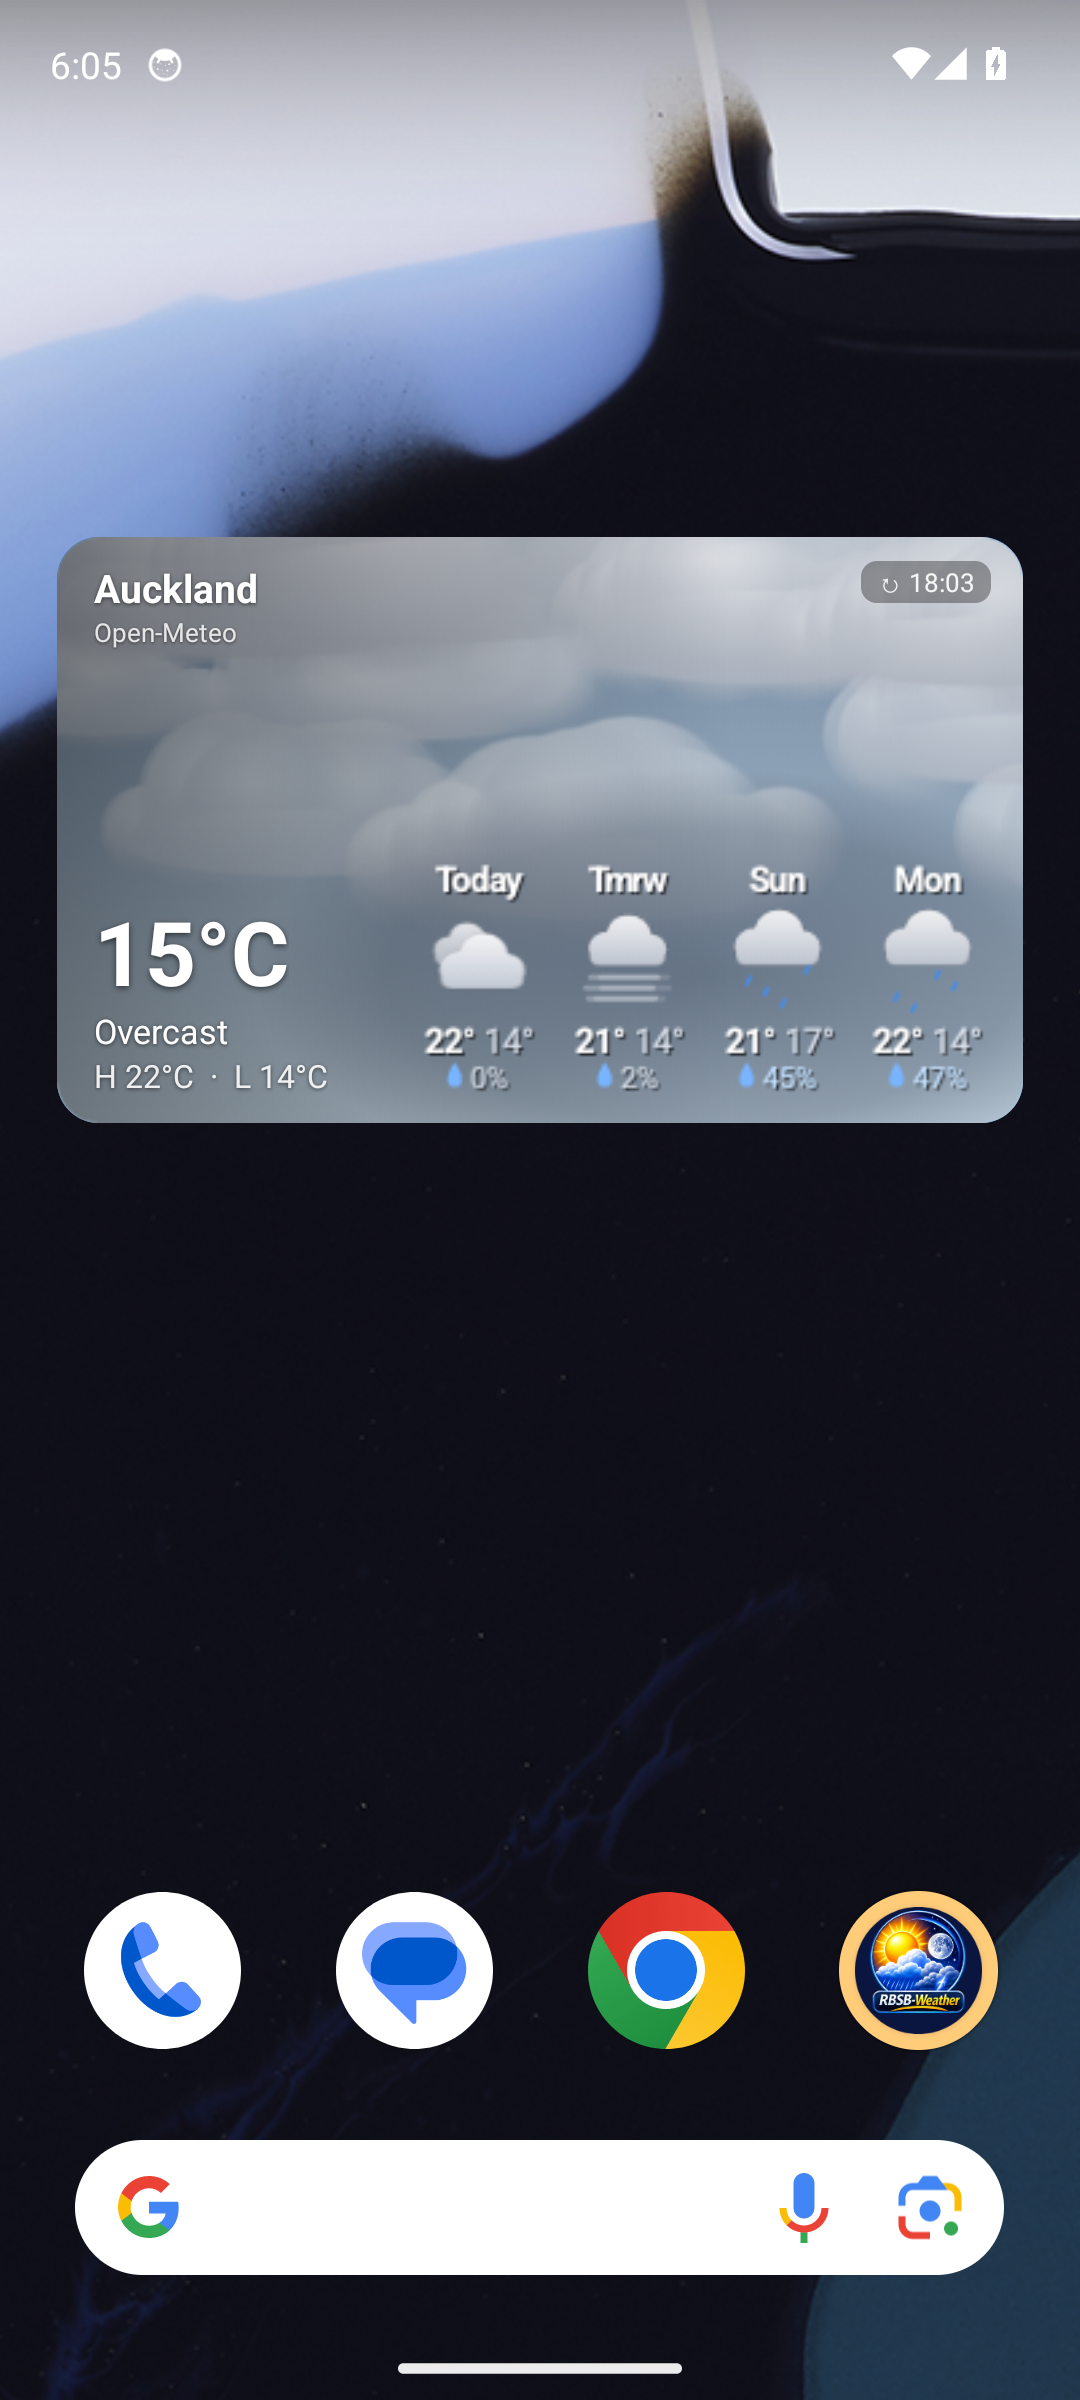 6:05
Auckland
Open-Meteo
↻ 18:03
15°C
Overcast
H 22°C · L 14°C
Today Tmrw Sun Mon
22° 14° 21° 14° 21° 17° 22° 14°
0% 2% 45% 47%
RBSB-Weather